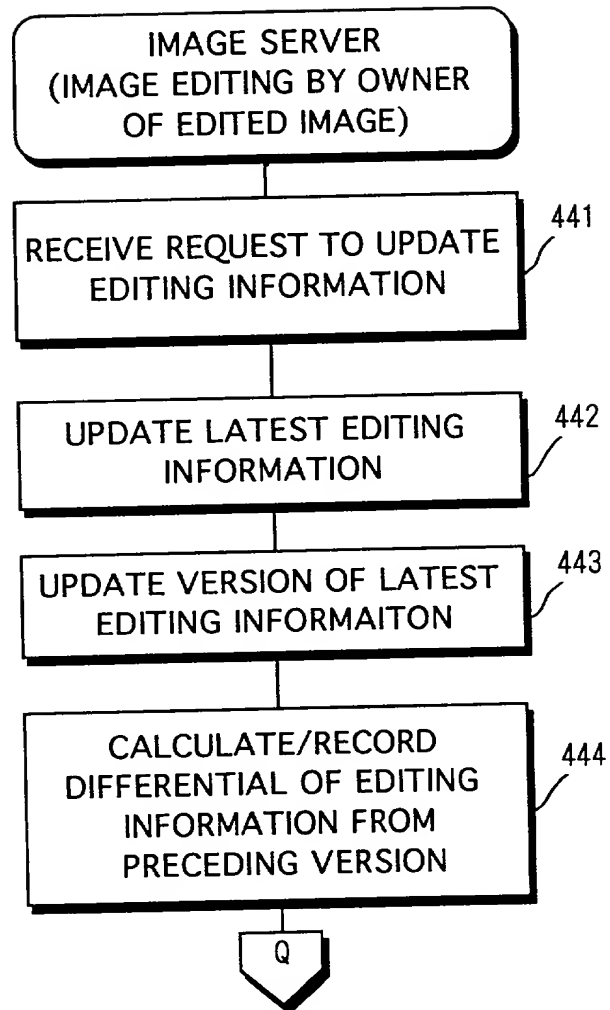 IMAGE SERVER
(IMAGE EDITING BY OWNER
OF EDITED IMAGE)
RECEIVE REQUEST TO UPDATE
EDITING INFORMATION
441
UPDATE LATEST EDITING
INFORMATION
442
UPDATE VERSION OF LATEST
EDITING INFORMAITON
443
CALCULATE/RECORD
DIFFERENTIAL OF EDITING
INFORMATION FROM
PRECEDING VERSION
444
Q